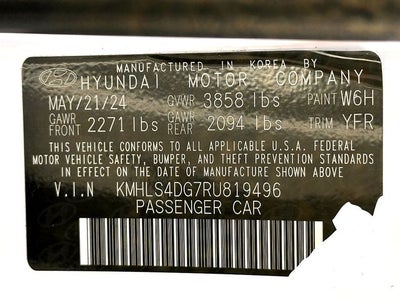 MANUFACTURED IN KOREA BY
HYUNDAI MOTOR COMPANY
MAY/21/24 GVWR 3858 lbs PAINT W6H
GAWR FRONT 2271 lbs GAWR REAR 2094 lbs TRIM YFR
THIS VEHICLE CONFORMS TO ALL APPLICABLE U.S.A. FEDERAL
MOTOR VEHICLE SAFETY, BUMPER, AND THEFT PREVENTION STANDARDS
IN EFFECT ON THE DATE OF MANUFACTURE SHOWN ABOVE.
V.I.N KMHLS4DG7RU819496
PASSENGER CAR